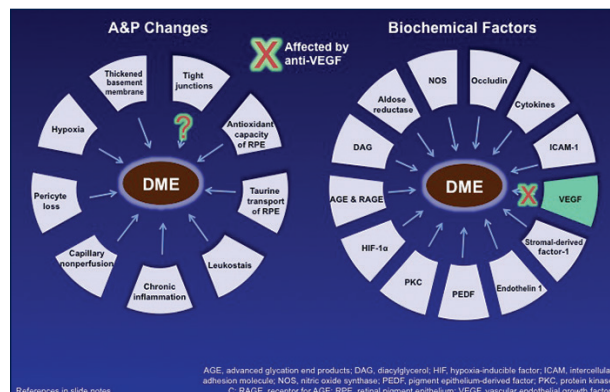 A&P Changes
Affected by
anti-VEGF
Biochemical Factors
Thickened
basement
membrane
Tight
junctions
Hypoxia
?
Antioxidant
capacity
of RPE
Pericyte
loss
DME
Taurine
transport
of RPE
Capillary
nonperfusion
Chronic
inflammation
Leukostais
NOS
Occludin
Aldose
reductase
Cytokines
DAG
ICAM-1
AGE & RAGE
DME
X
VEGF
HIF-1α
Stromal-derived
factor-1
PKC
PEDF
Endothelin 1
AGE, advanced glycation end products; DAG, diacylglycerol; HIF, hypoxia-inducible factor; ICAM, intercellular
adhesion molecule; NOS, nitric oxide synthase; PEDF, pigment epithelium-derived factor; PKC, protein kinase
References in slide notes
C; RAGE, receptor for AGE; RPE, retinal pigment epithelium; VEGF, vascular endothelial growth factor